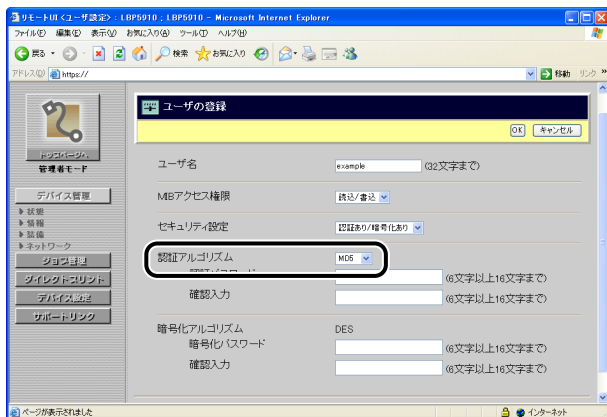 リモートUI <ユーザ設定> : LBP5910 ; LBP5910 - Microsoft Internet Explorer
ファイル(F) 編集(E) 表示(V) お気に入り(A) ツール(T) ヘルプ(H)
戻る 検索 お気に入り
アドレス(D) https:// 移動 リンク »
ユーザの登録
OK キャンセル
トップページへ
管理者モード
デバイス管理
状態
情報
装備
ネットワーク
ジョブ管理
ダイレクトプリント
デバイス設定
サポートリンク
ユーザ名 example (32文字まで)
MIBアクセス権限 読込/書込
セキュリティ設定 認証あり/暗号化あり
認証アルゴリズム MD5
(6文字以上16文字まで)
確認入力 (6文字以上16文字まで)
暗号化アルゴリズム DES
暗号化パスワード (6文字以上16文字まで)
確認入力 (6文字以上16文字まで)
ページが表示されました インターネット